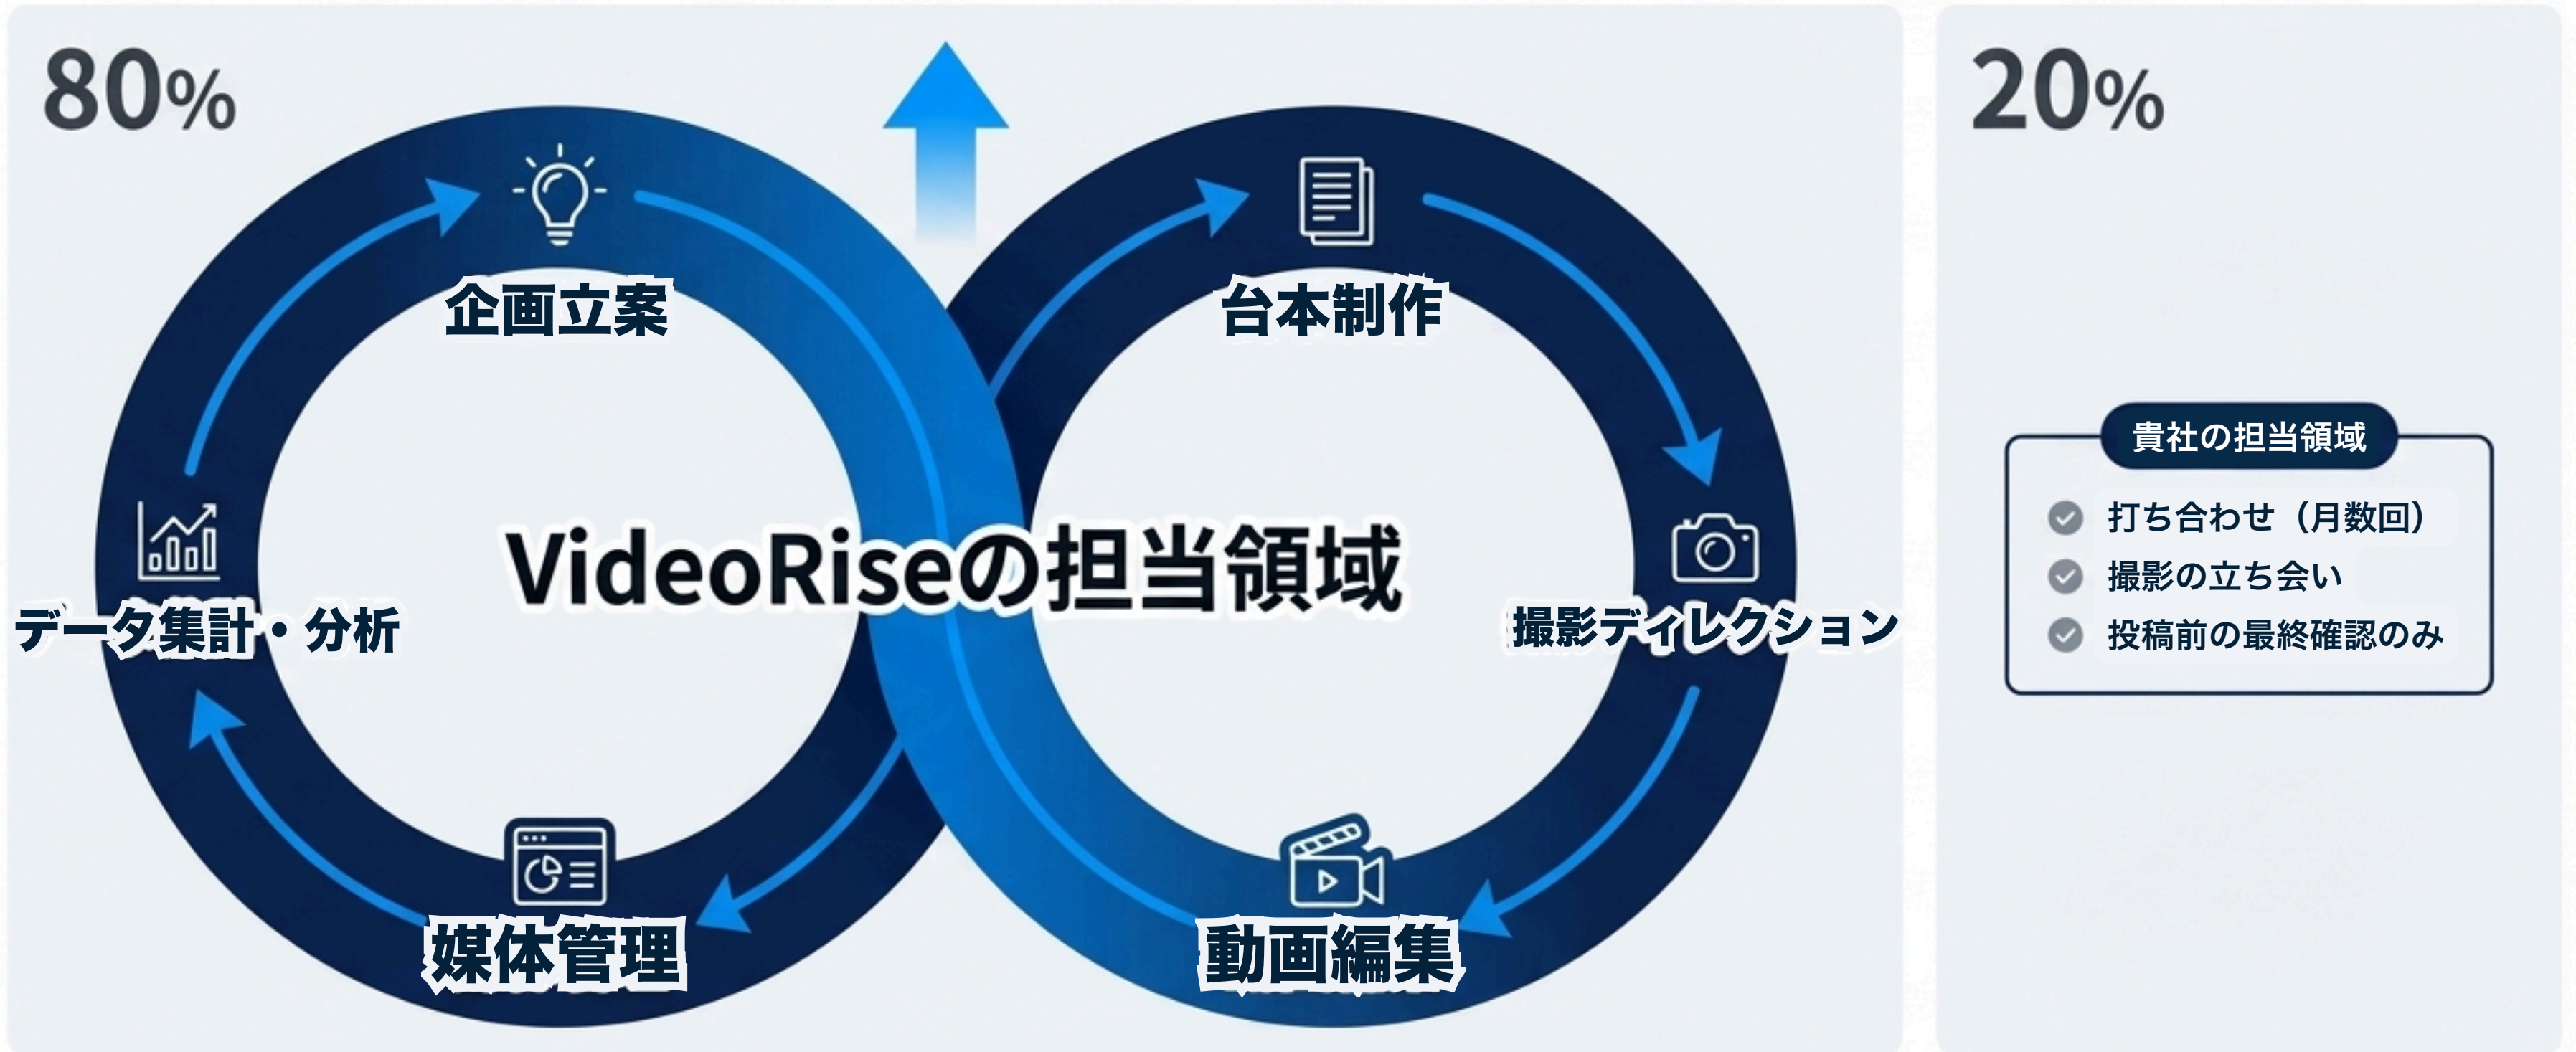 80%
企画立案
台本制作
VideoRiseの担当領域
データ集計・分析
撮影ディレクション
媒体管理
動画編集
20%
貴社の担当領域
打ち合わせ（月数回）
撮影の立ち会い
投稿前の最終確認のみ